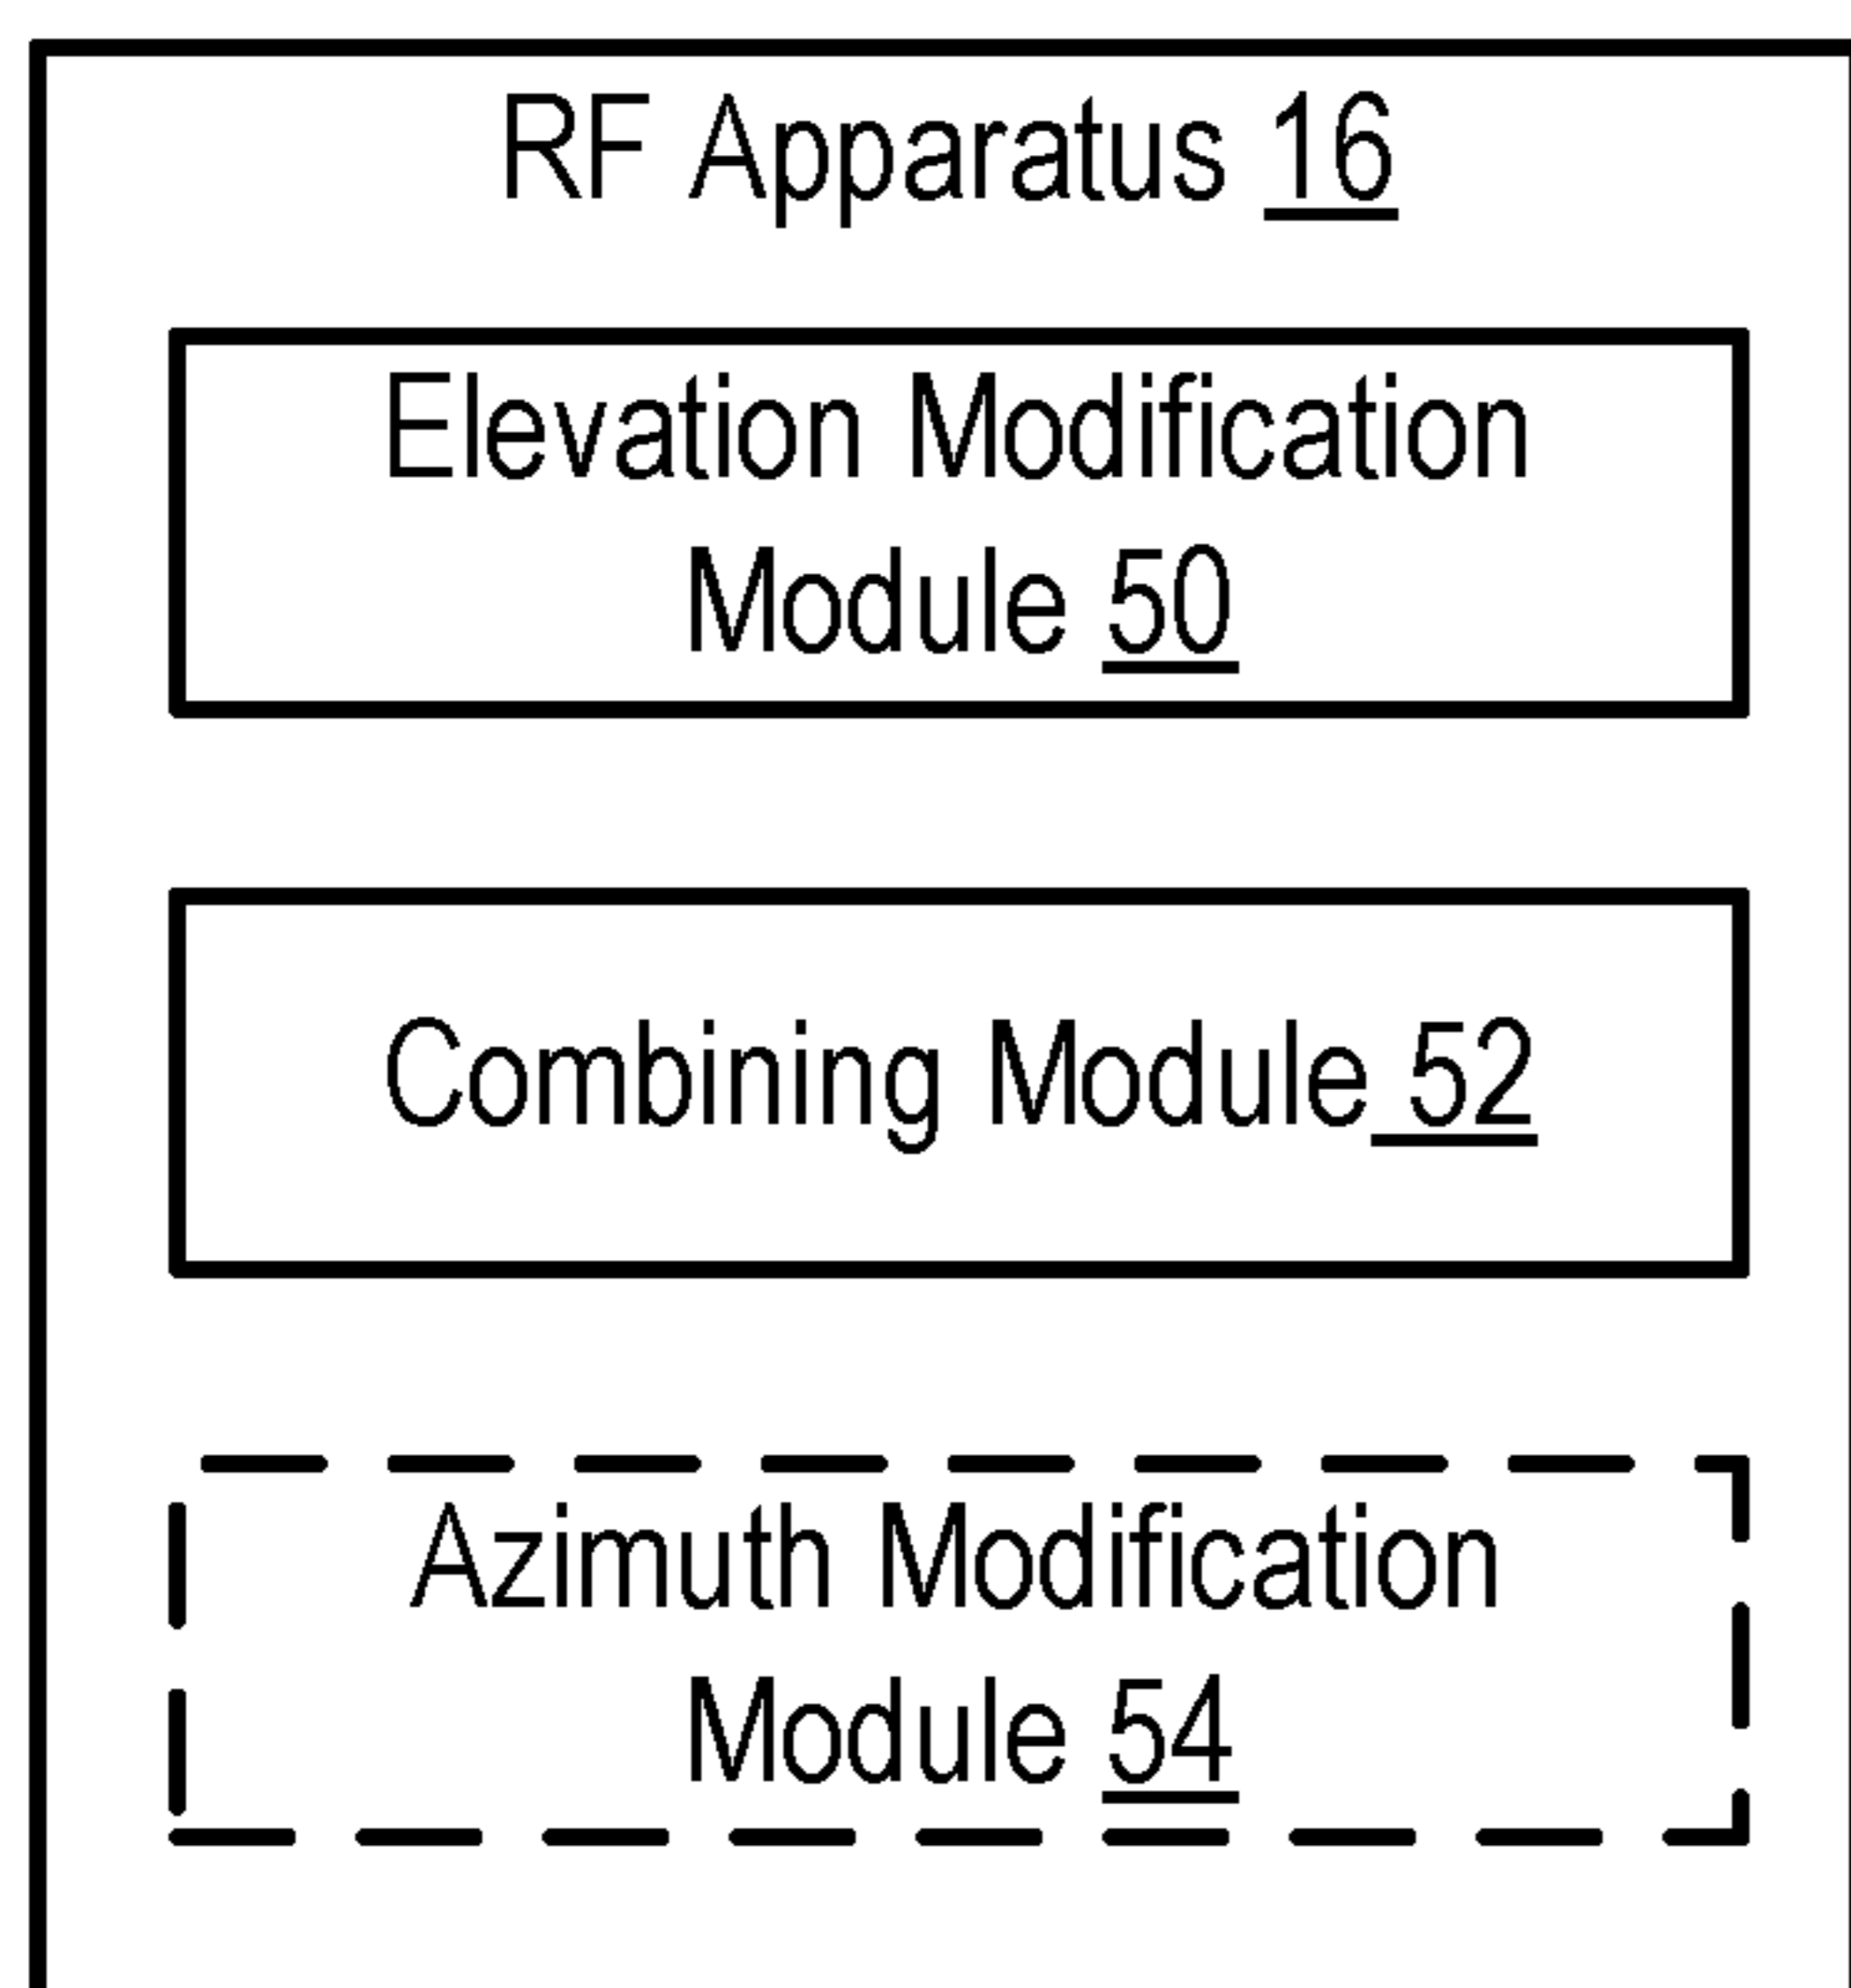 RF Apparatus 16
Elevation Modification
Module 50
Combining Module 52
Azimuth Modification
Module 54